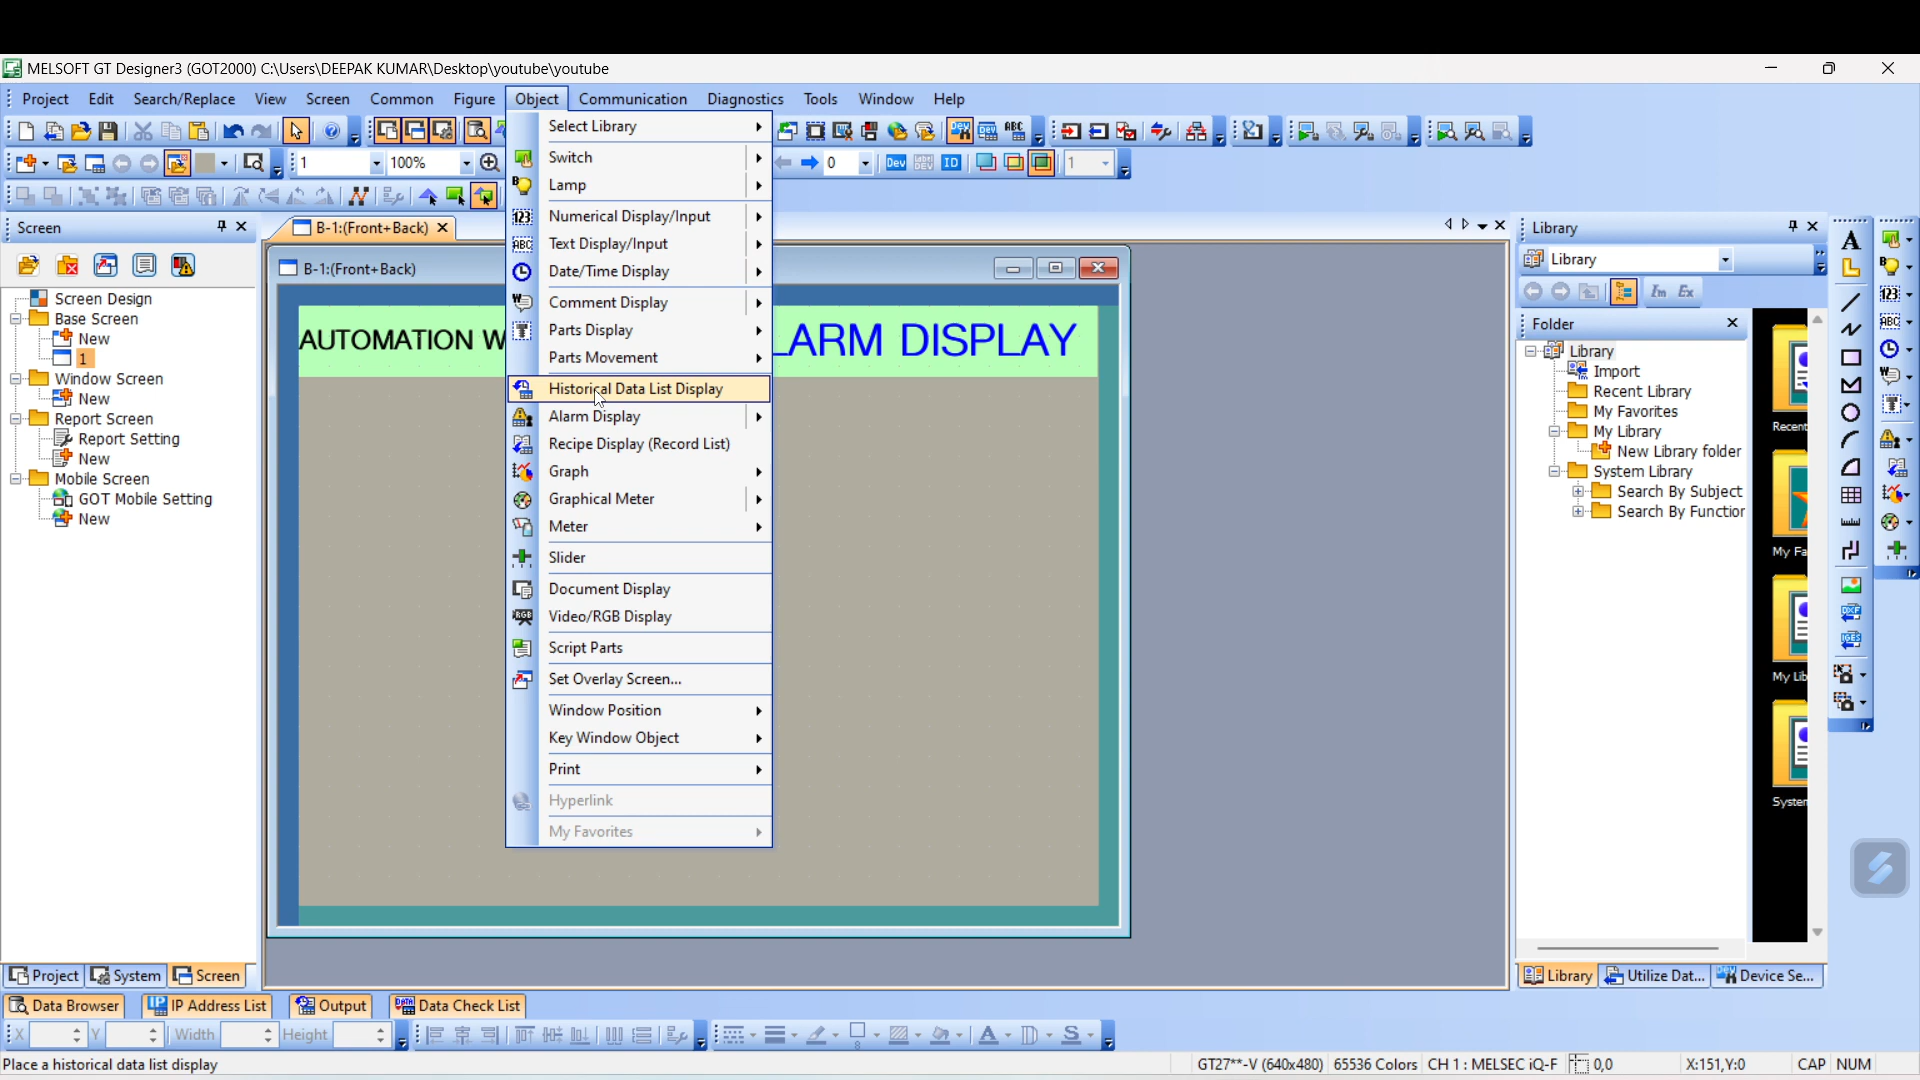 MELSOFT GT Designer3 (GOT2000) C:\Users\DEEPAK KUMAR\Desktop\youtube\youtube
Project Edit Search/Replace View Screen Common Figure Object Communication Diagnostics Tools Window Help
1 100% 0 1
Dev ID
Screen
B-1:(Front+Back)
B-1:(Front+Back)
Screen Design
Base Screen
New
1
Window Screen
New
Report Screen
Report Setting
New
Mobile Screen
GOT Mobile Setting
New
Project System Screen
AUTOMATION W
LARM DISPLAY
Select Library
Switch
Lamp
Numerical Display/Input
Text Display/Input
Date/Time Display
Comment Display
Parts Display
Parts Movement
Historical Data List Display
Alarm Display
Recipe Display (Record List)
Graph
Graphical Meter
Meter
Slider
Document Display
Video/RGB Display
Script Parts
Set Overlay Screen...
Window Position
Key Window Object
Print
Hyperlink
My Favorites
Library
Library
Im Ex
Folder
Library
Import
Recent Library
My Favorites
My Library
New Library folder
System Library
Search By Subject
Search By Function
Recent
My Fa
My Lib
System
Library Utilize Dat... Device Se...
Data Browser IP Address List Output Data Check List
X Y Width Height
Place a historical data list display
GT27**-V (640x480) 65536 Colors CH 1 : MELSEC iQ-F 0,0 X:151,Y:0 CAP NUM